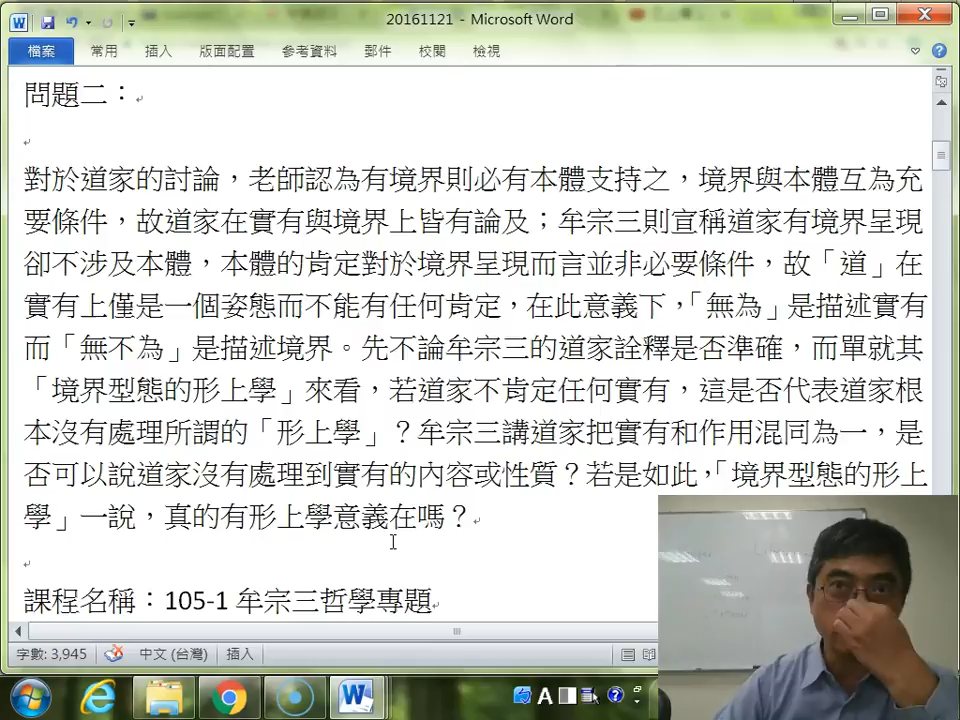 20161121 - Microsoft Word
檔案 常用 插入 版面配置 參考資料 郵件 校閱 檢視
問題二：
對於道家的討論，老師認為有境界則必有本體支持之，境界與本體互為充
要條件，故道家在實有與境界上皆有論及；牟宗三則宣稱道家有境界呈現
卻不涉及本體，本體的肯定對於境界呈現而言並非必要條件，故「道」在
實有上僅是一個姿態而不能有任何肯定，在此意義下，「無為」是描述實有
而「無不為」是描述境界。先不論牟宗三的道家詮釋是否準確，而單就其
「境界型態的形上學」來看，若道家不肯定任何實有，這是否代表道家根
本沒有處理所謂的「形上學」？牟宗三講道家把實有和作用混同為一，是
否可以說道家沒有處理到實有的內容或性質？若是如此，「境界型態的形上
學」一說，真的有形上學意義在嗎？
課程名稱：105-1 牟宗三哲學專題
字數: 3,945 中文 (台灣) 插入